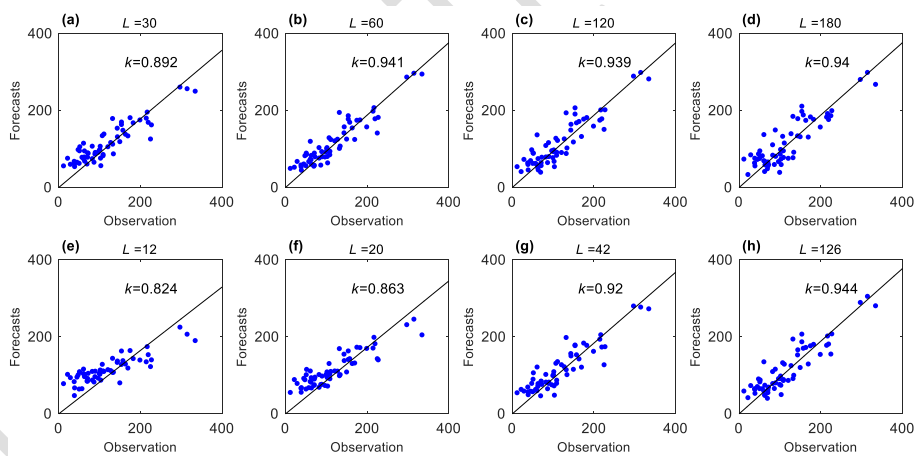 (a) L =30
k=0.892
400
200
0
Forecasts
0 200 400
Observation
(b) L =60
k=0.941
400
200
0
Forecasts
0 200 400
Observation
(c) L =120
k=0.939
400
200
0
Forecasts
0 200 400
Observation
(d) L =180
k=0.94
400
200
0
Forecasts
0 200 400
Observation
(e) L =12
k=0.824
400
200
0
Forecasts
0 200 400
Observation
(f) L =20
k=0.863
400
200
0
Forecasts
0 200 400
Observation
(g) L =42
k=0.92
400
200
0
Forecasts
0 200 400
Observation
(h) L =126
k=0.944
400
200
0
Forecasts
0 200 400
Observation